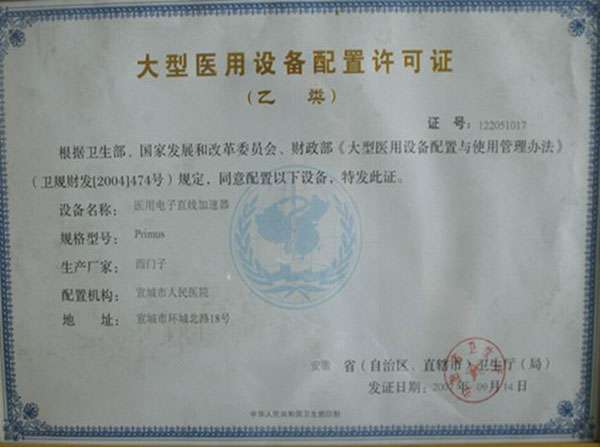 大型医用设备配置许可证
（乙 类）
证 号：122051017
根据卫生部、国家发展和改革委员会、财政部《大型医用设备配置与使用管理办法》
（卫规财发[2004]474号）规定，同意配置以下设备，特发此证。
设备名称：医用电子直线加速器
规格型号：Primus
生产厂家：西门子
配置机构：宣城市人民医院
地 址：宣城市环城北路18号
安徽 省（自治区、直辖市）卫生厅（局）
发证日期：2007年09月14日
中华人民共和国卫生部印制